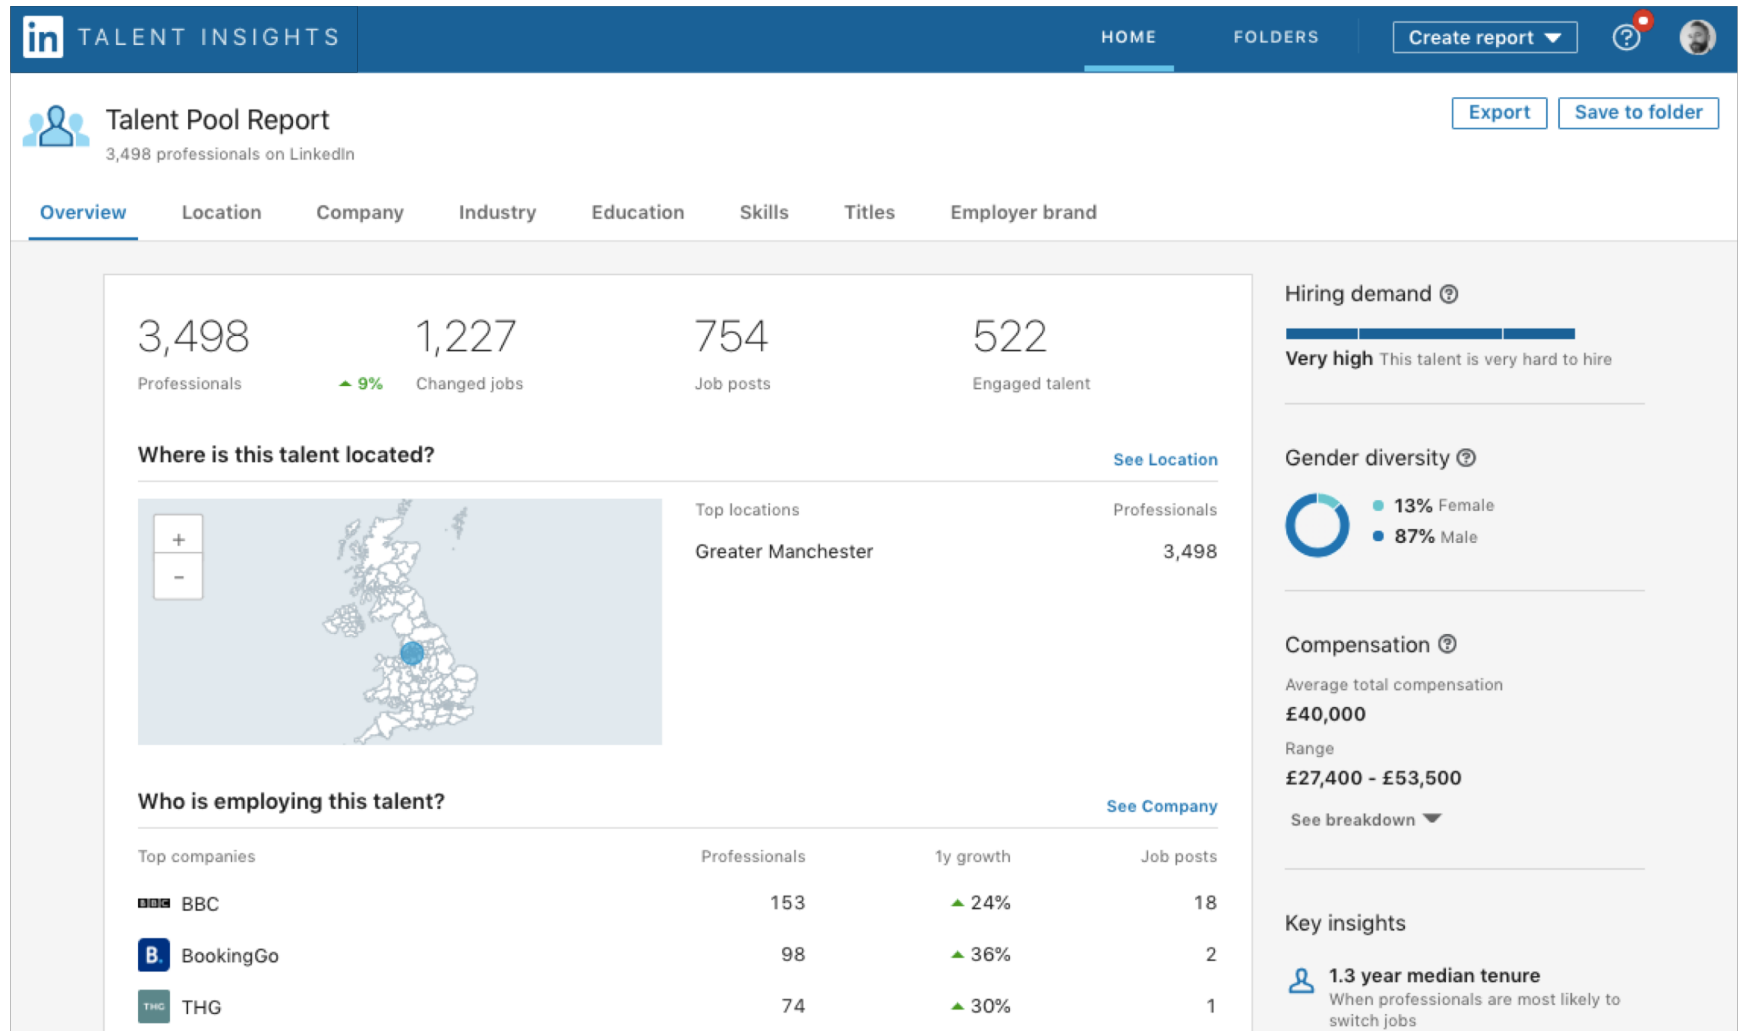 in TALENT INSIGHTS HOME FOLDERS Create report
Talent Pool Report
3,498 professionals on LinkedIn
Export Save to folder
Overview Location Company Industry Education Skills Titles Employer brand
3,498 1,227 754 522
Professionals 9% Changed jobs Job posts Engaged talent
Where is this talent located? See Location
Top locations Professionals
Greater Manchester 3,498
+
-
Who is employing this talent? See Company
Top companies Professionals 1y growth Job posts
BBC BBC 153 24% 18
B. BookingGo 98 36% 2
THG THG 74 30% 1
Hiring demand ?
Very high This talent is very hard to hire
Gender diversity ?
13% Female
87% Male
Compensation ?
Average total compensation
£40,000
Range
£27,400 - £53,500
See breakdown
Key insights
1.3 year median tenure
When professionals are most likely to
switch jobs